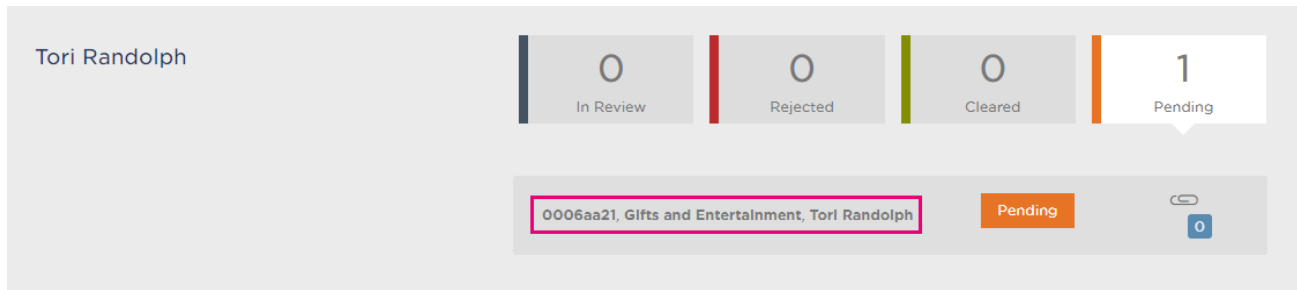 Tori Randolph
0
In Review
0
Rejected
0
Cleared
1
Pending
0006aa21, Gifts and Entertainment, Tori Randolph
Pending
0